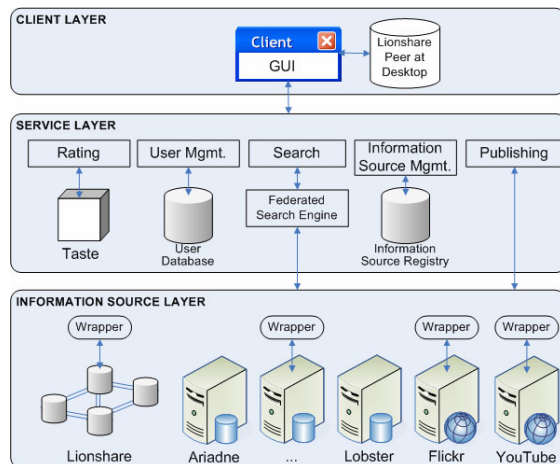 CLIENT LAYER
Client
GUI
Lionshare
Peer at
Desktop
SERVICE LAYER
Rating
User Mgmt.
Search
Information
Source Mgmt.
Publishing
Taste
User
Database
Federated
Search Engine
Information
Source Registry
INFORMATION SOURCE LAYER
Wrapper
Wrapper
Wrapper
Wrapper
Lionshare
Ariadne
...
Lobster
Flickr
YouTube